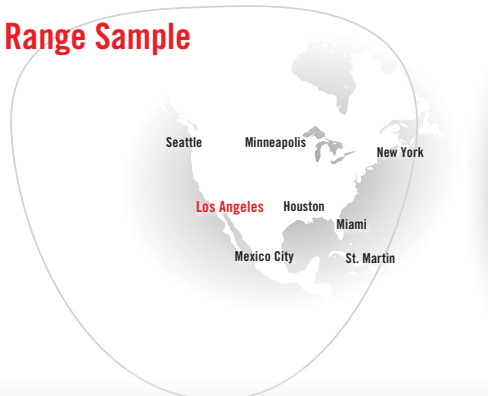 Range Sample
Seattle
Minneapolis
New York
Los Angeles
Houston
Miami
Mexico City
St. Martin